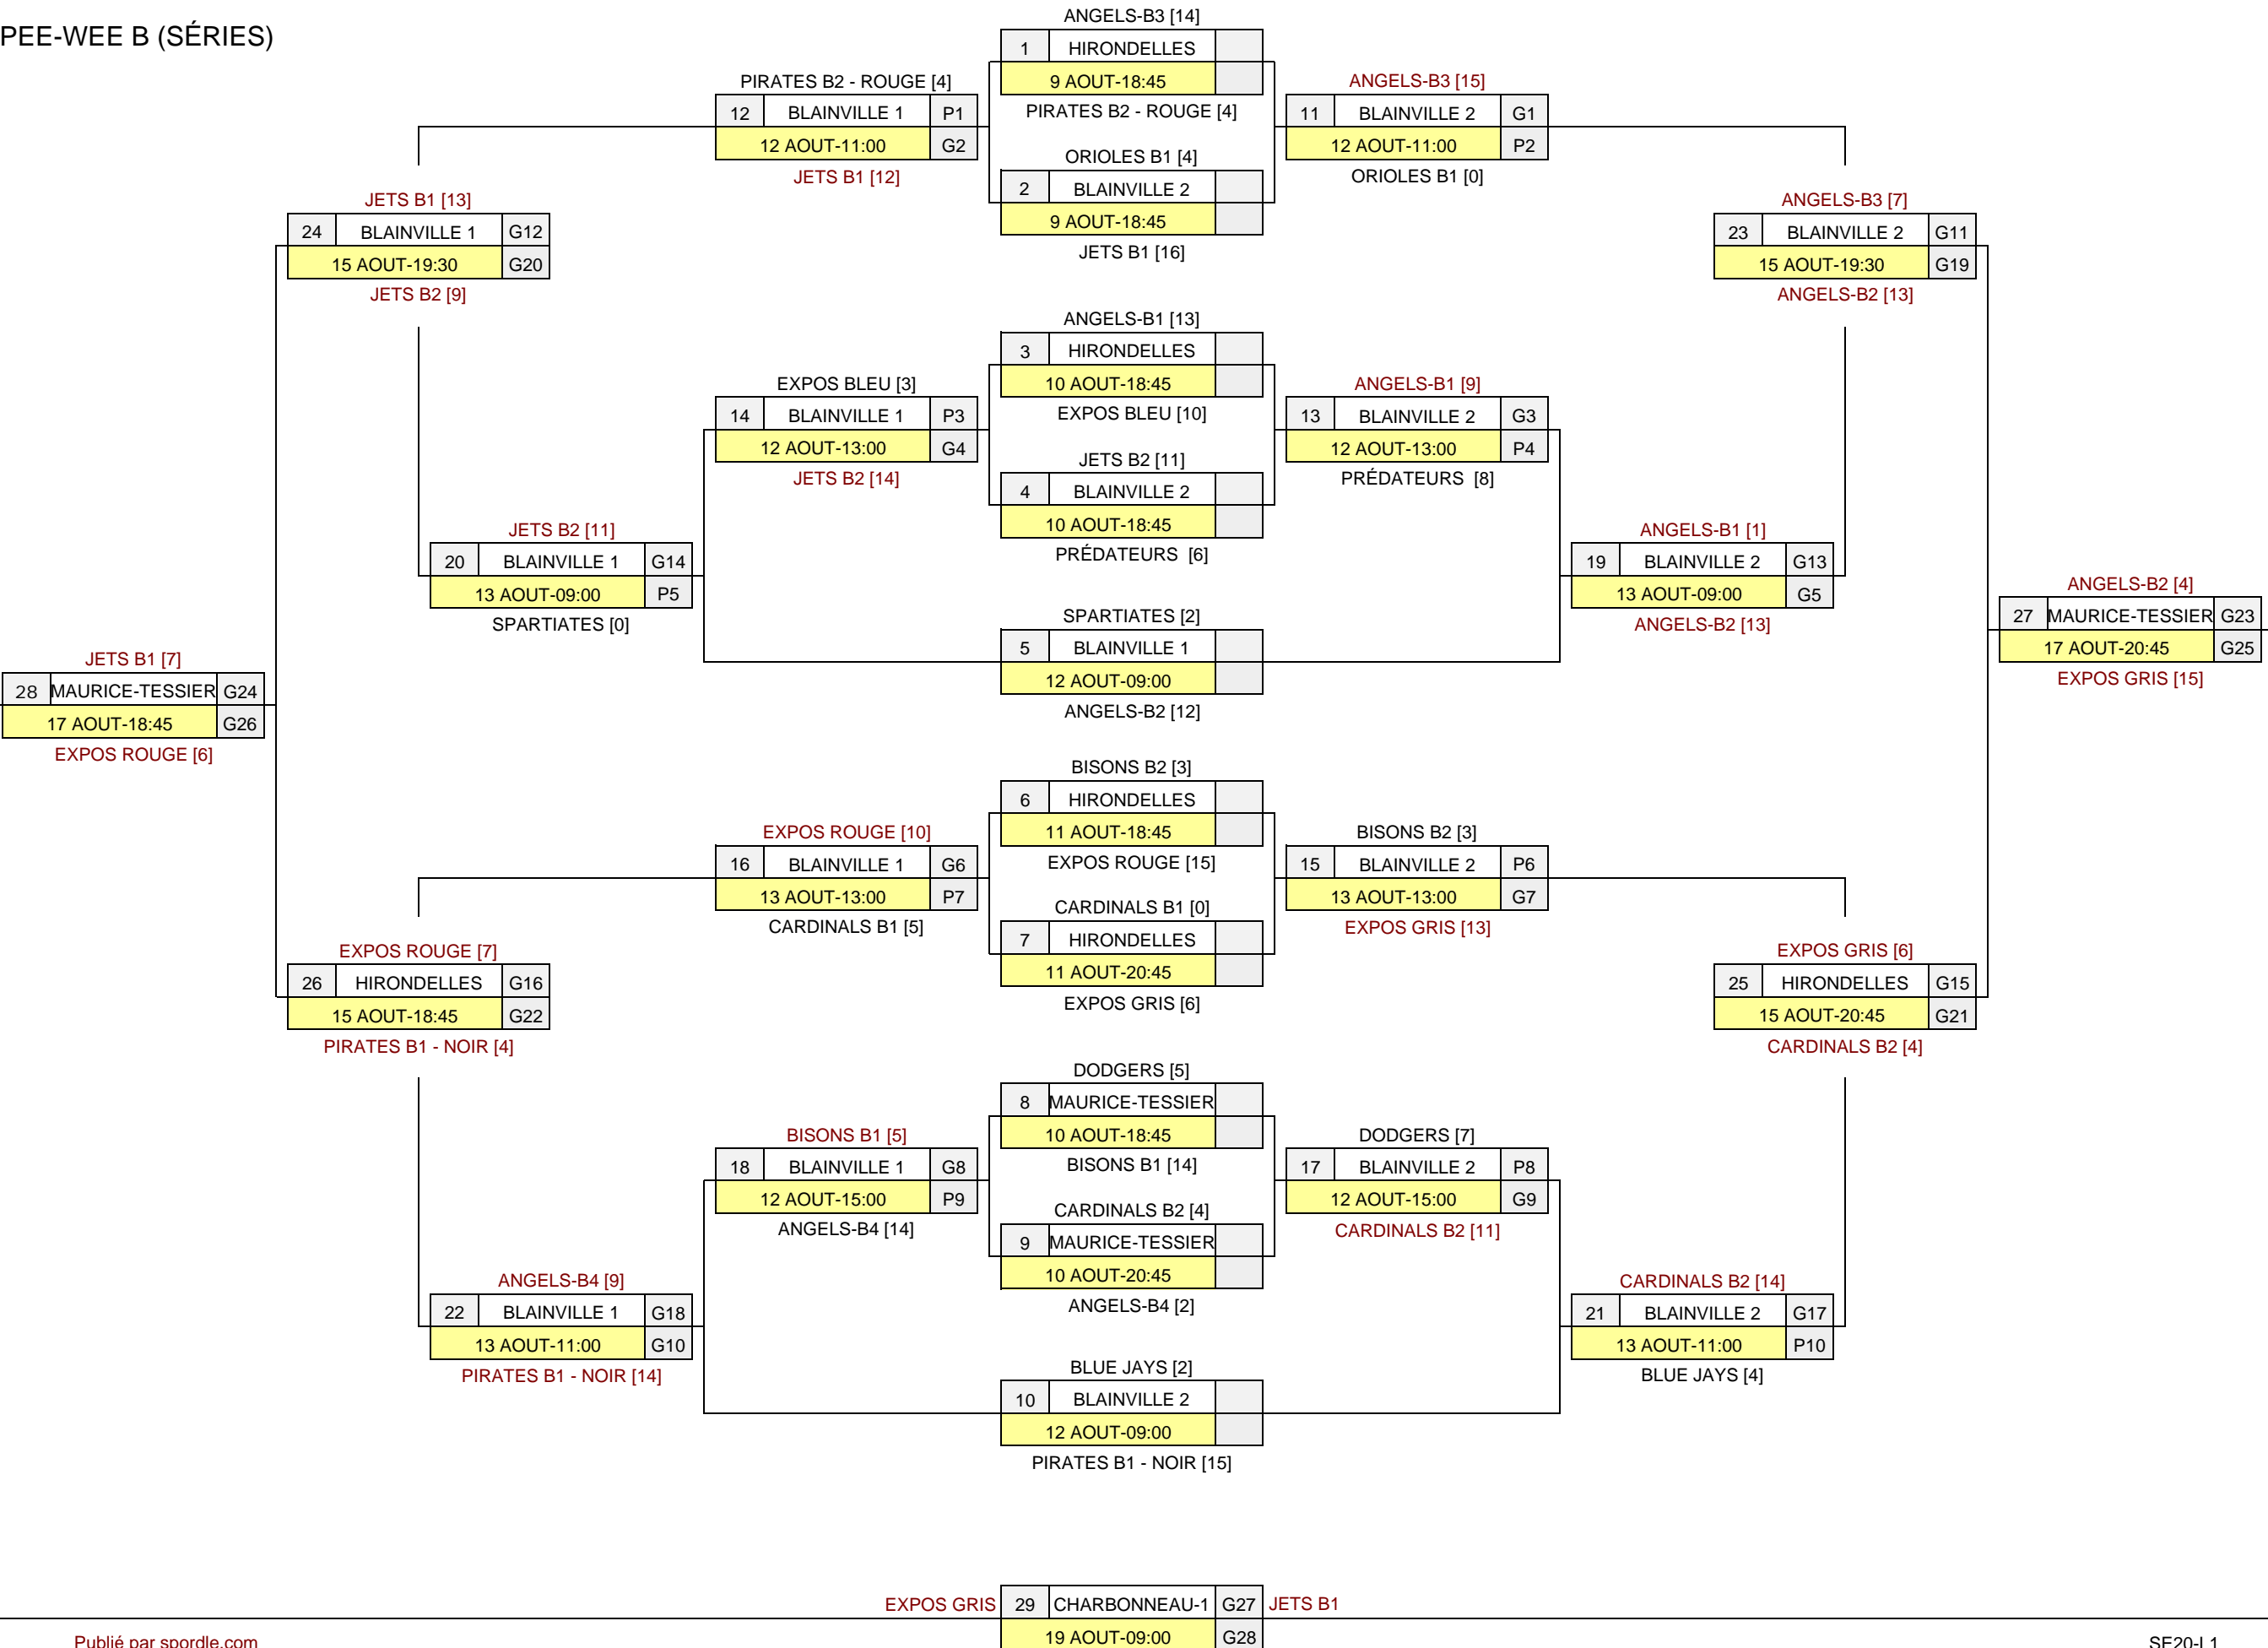 PEE-WEE B (SÉRIES)
ANGELS-B3 [14]
1 HIRONDELLES
9 AOUT-18:45
PIRATES B2 - ROUGE [4]
ORIOLES B1 [4]
2 BLAINVILLE 2
9 AOUT-18:45
JETS B1 [16]
PIRATES B2 - ROUGE [4]
12 BLAINVILLE 1 P1
12 AOUT-11:00 G2
JETS B1 [12]
ANGELS-B3 [15]
11 BLAINVILLE 2 G1
12 AOUT-11:00 P2
ORIOLES B1 [0]
JETS B1 [13]
24 BLAINVILLE 1 G12
15 AOUT-19:30 G20
JETS B2 [9]
ANGELS-B3 [7]
23 BLAINVILLE 2 G11
15 AOUT-19:30 G19
ANGELS-B2 [13]
ANGELS-B1 [13]
3 HIRONDELLES
10 AOUT-18:45
EXPOS BLEU [10]
JETS B2 [11]
4 BLAINVILLE 2
10 AOUT-18:45
PRÉDATEURS [6]
EXPOS BLEU [3]
14 BLAINVILLE 1 P3
12 AOUT-13:00 G4
JETS B2 [14]
ANGELS-B1 [9]
13 BLAINVILLE 2 G3
12 AOUT-13:00 P4
PRÉDATEURS [8]
JETS B2 [11]
20 BLAINVILLE 1 G14
13 AOUT-09:00 P5
SPARTIATES [0]
SPARTIATES [2]
5 BLAINVILLE 1
12 AOUT-09:00
ANGELS-B2 [12]
ANGELS-B1 [1]
19 BLAINVILLE 2 G13
13 AOUT-09:00 G5
ANGELS-B2 [13]
ANGELS-B2 [4]
27 MAURICE-TESSIER G23
17 AOUT-20:45 G25
EXPOS GRIS [15]
JETS B1 [7]
28 MAURICE-TESSIER G24
17 AOUT-18:45 G26
EXPOS ROUGE [6]
BISONS B2 [3]
6 HIRONDELLES
11 AOUT-18:45
EXPOS ROUGE [15]
CARDINALS B1 [0]
7 HIRONDELLES
11 AOUT-20:45
EXPOS GRIS [6]
EXPOS ROUGE [10]
16 BLAINVILLE 1 G6
13 AOUT-13:00 P7
CARDINALS B1 [5]
BISONS B2 [3]
15 BLAINVILLE 2 P6
13 AOUT-13:00 G7
EXPOS GRIS [13]
EXPOS ROUGE [7]
26 HIRONDELLES G16
15 AOUT-18:45 G22
PIRATES B1 - NOIR [4]
EXPOS GRIS [6]
25 HIRONDELLES G15
15 AOUT-20:45 G21
CARDINALS B2 [4]
DODGERS [5]
8 MAURICE-TESSIER
10 AOUT-18:45
BISONS B1 [14]
CARDINALS B2 [4]
9 MAURICE-TESSIER
10 AOUT-20:45
ANGELS-B4 [2]
BISONS B1 [5]
18 BLAINVILLE 1 G8
12 AOUT-15:00 P9
ANGELS-B4 [14]
DODGERS [7]
17 BLAINVILLE 2 P8
12 AOUT-15:00 G9
CARDINALS B2 [11]
ANGELS-B4 [9]
22 BLAINVILLE 1 G18
13 AOUT-11:00 G10
PIRATES B1 - NOIR [14]
BLUE JAYS [2]
10 BLAINVILLE 2
12 AOUT-09:00
PIRATES B1 - NOIR [15]
CARDINALS B2 [14]
21 BLAINVILLE 2 G17
13 AOUT-11:00 P10
BLUE JAYS [4]
EXPOS GRIS 29 CHARBONNEAU-1 G27 JETS B1
19 AOUT-09:00 G28
Publié par spordle.com
SE20-L1